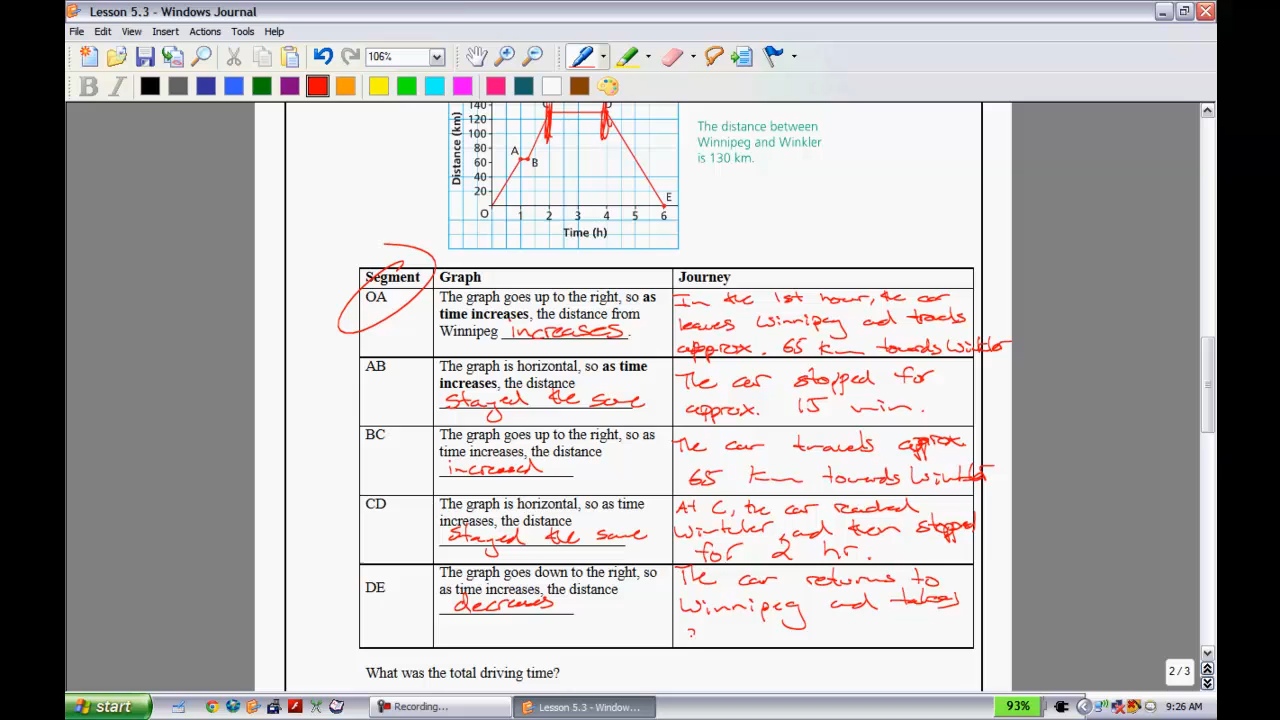 Lesson 5.3 - Windows Journal
File Edit View Insert Actions Tools Help
106%
B I
140
120
100
80
60
40
20
Distance (km)
C
D
A
B
E
O
1 2 3 4 5 6
Time (h)
The distance between
Winnipeg and Winkler
is 130 km.
Segment Graph Journey
OA
The graph goes up to the right, so as
time increases, the distance from
Winnipeg increases.
In the 1st hour, the car
leaves Winnipeg and travels
approx. 65 km towards Winkler
AB
The graph is horizontal, so as time
increases, the distance
stayed the same
The car stopped for
approx. 15 min.
BC
The graph goes up to the right, so as
time increases, the distance
increased
The car travels approx.
65 km towards Winkler
CD
The graph is horizontal, so as time
increases, the distance
stayed the same
At C, the car reached
Winkler, and then stopped
for 2 hr.
DE
The graph goes down to the right, so
as time increases, the distance
decreases
The car returns to
Winnipeg and takes
What was the total driving time?
2/3
start
Recording...
Lesson 5.3 - Window...
93%
9:26 AM